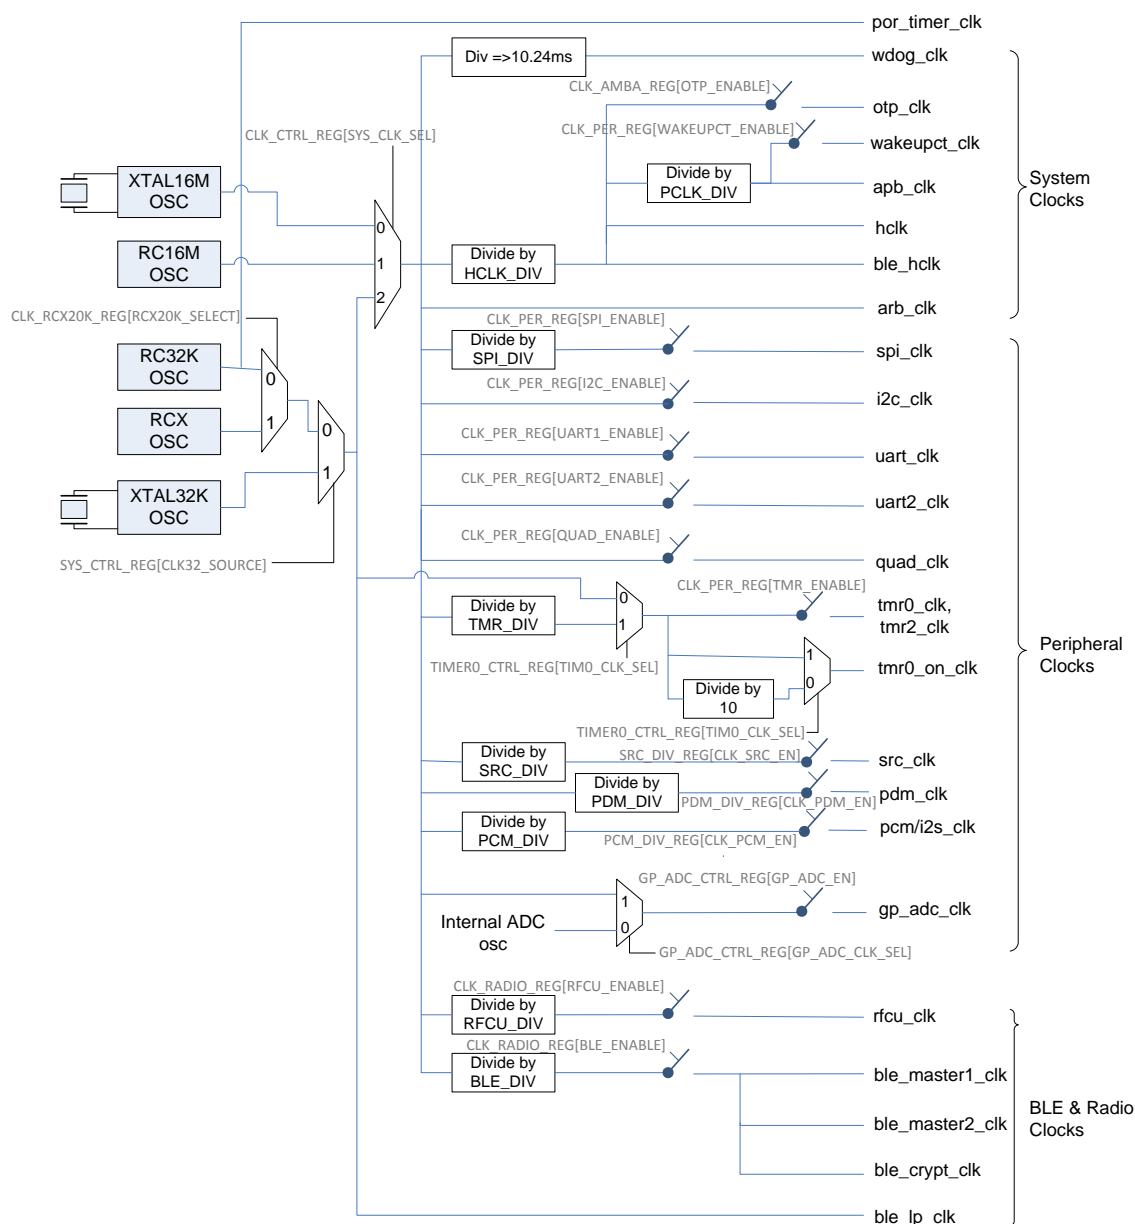 por_timer_clk
Div =>10.24ms
wdog_clk
CLK_AMBA_REG[OTP_ENABLE]
otp_clk
CLK_CTRL_REG[SYS_CLK_SEL]
CLK_PER_REG[WAKEUPCT_ENABLE]
wakeupct_clk
XTAL16M
OSC
Divide by
PCLK_DIV
apb_clk
System
Clocks
0
hclk
RC16M
OSC
1
Divide by
HCLK_DIV
ble_hclk
2
arb_clk
CLK_RCX20K_REG[RCX20K_SELECT]
CLK_PER_REG[SPI_ENABLE]
Divide by
SPI_DIV
spi_clk
RC32K
OSC
0
CLK_PER_REG[I2C_ENABLE]
i2c_clk
RCX
OSC
1
0
CLK_PER_REG[UART1_ENABLE]
uart_clk
1
CLK_PER_REG[UART2_ENABLE]
uart2_clk
XTAL32K
OSC
CLK_PER_REG[QUAD_ENABLE]
quad_clk
SYS_CTRL_REG[CLK32_SOURCE]
CLK_PER_REG[TMR_ENABLE]
0
Divide by
TMR_DIV
1
tmr0_clk,
tmr2_clk
Peripheral
Clocks
TIMER0_CTRL_REG[TIM0_CLK_SEL]
1
tmr0_on_clk
0
Divide by
10
TIMER0_CTRL_REG[TIM0_CLK_SEL]
Divide by
SRC_DIV
SRC_DIV_REG[CLK_SRC_EN]
src_clk
Divide by
PDM_DIV
PDM_DIV_REG[CLK_PDM_EN]
pdm_clk
Divide by
PCM_DIV
PCM_DIV_REG[CLK_PCM_EN]
pcm/i2s_clk
GP_ADC_CTRL_REG[GP_ADC_EN]
1
gp_adc_clk
Internal ADC
osc
0
GP_ADC_CTRL_REG[GP_ADC_CLK_SEL]
CLK_RADIO_REG[RFCU_ENABLE]
Divide by
RFCU_DIV
rfcu_clk
CLK_RADIO_REG[BLE_ENABLE]
Divide by
BLE_DIV
ble_master1_clk
BLE & Radio
Clocks
ble_master2_clk
ble_crypt_clk
ble_lp_clk